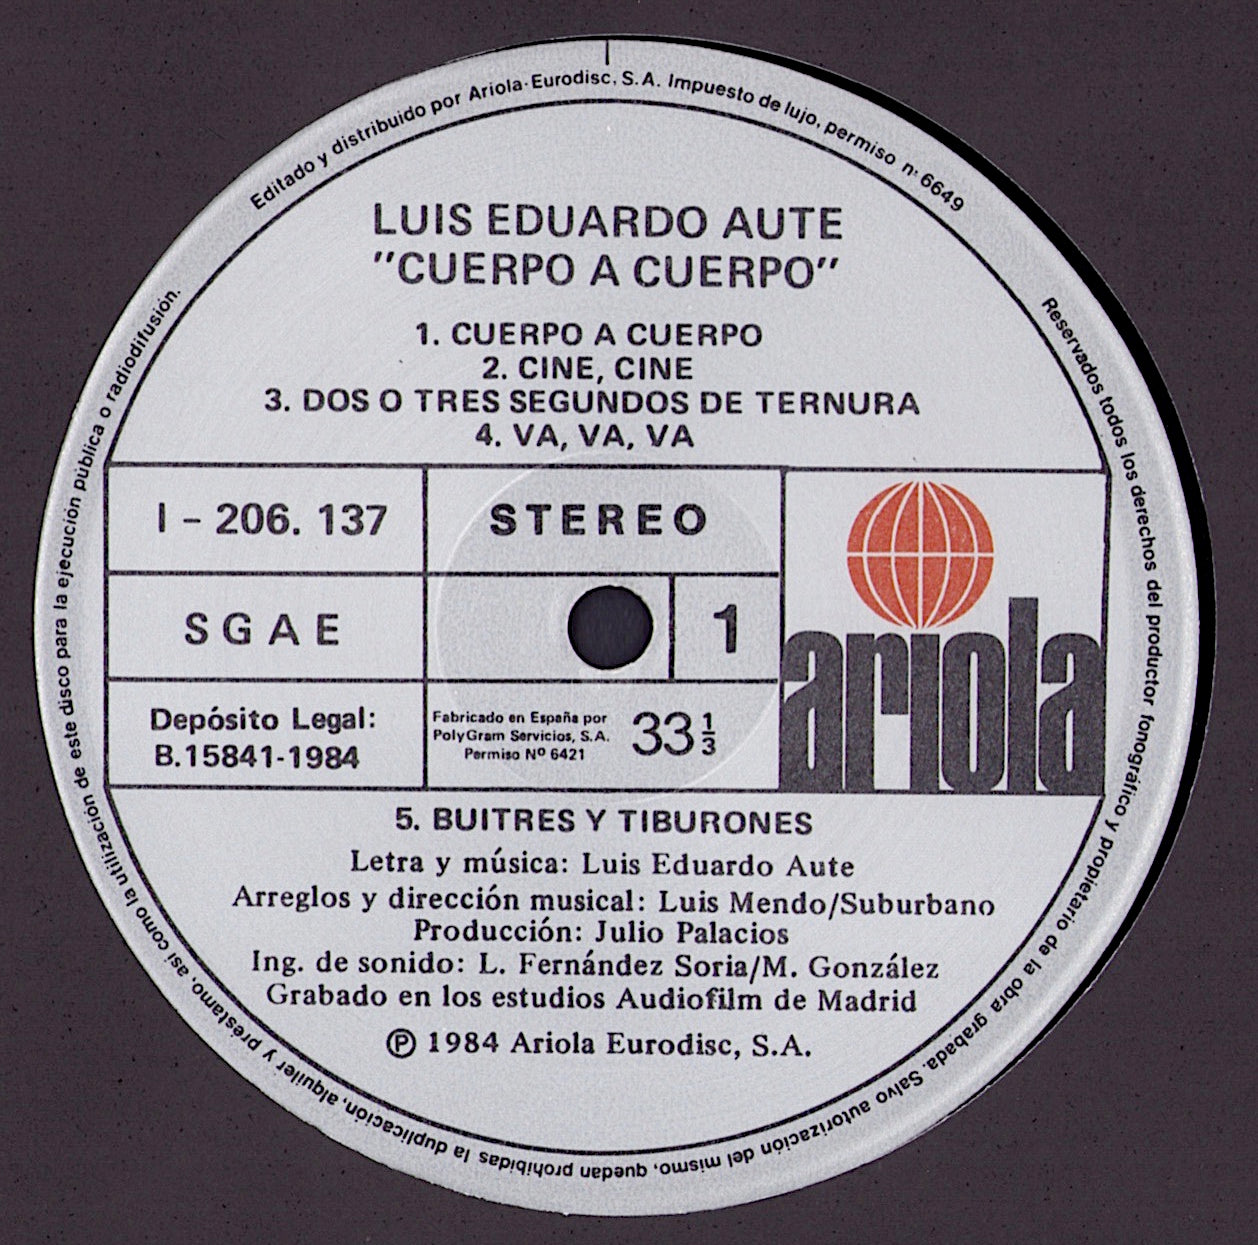 Editado y distribuido por Ariola-Eurodisc, S.A. Impuesto de lujo, permiso nº 6649
Reservados todos los derechos del productor fonográfico y propietario de la obra grabada. Salvo autorización del mismo, quedan prohibidas la duplicación, alquiler y préstamo, así como la utilización de este disco para la ejecución pública o radiodifusión.
LUIS EDUARDO AUTE
"CUERPO A CUERPO"
1. CUERPO A CUERPO
2. CINE, CINE
3. DOS O TRES SEGUNDOS DE TERNURA
4. VA, VA, VA
I - 206. 137
STEREO
SGAE
1
ariola
Depósito Legal:
B.15841-1984
Fabricado en España por
PolyGram Servicios, S.A.
Permiso Nº 6421
33 1/3
5. BUITRES Y TIBURONES
Letra y música: Luis Eduardo Aute
Arreglos y dirección musical: Luis Mendo/Suburbano
Producción: Julio Palacios
Ing. de sonido: L. Fernández Soria/M. González
Grabado en los estudios Audiofilm de Madrid
℗ 1984 Ariola Eurodisc, S.A.